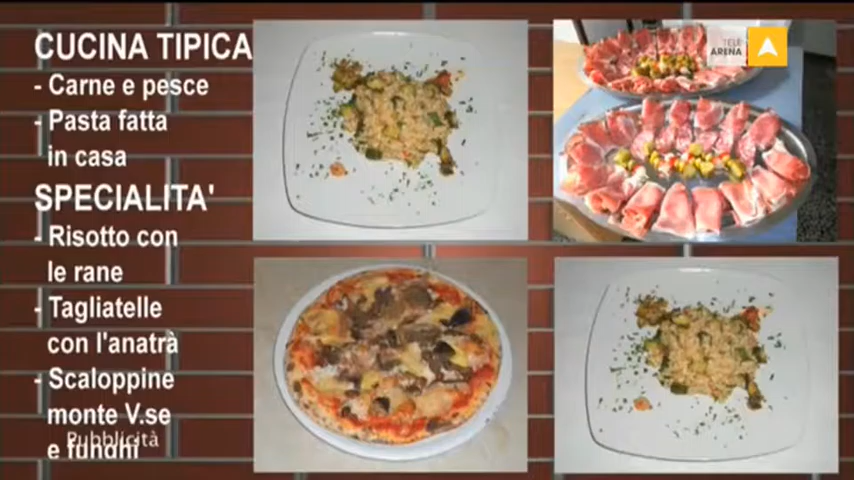 CUCINA TIPICA
- Carne e pesce
- Pasta fatta
in casa
SPECIALITA'
- Risotto con
le rane
- Tagliatelle
con l'anatrà
- Scaloppine
monte V.se
e funghi
Pubblicità
TELE
ARENA